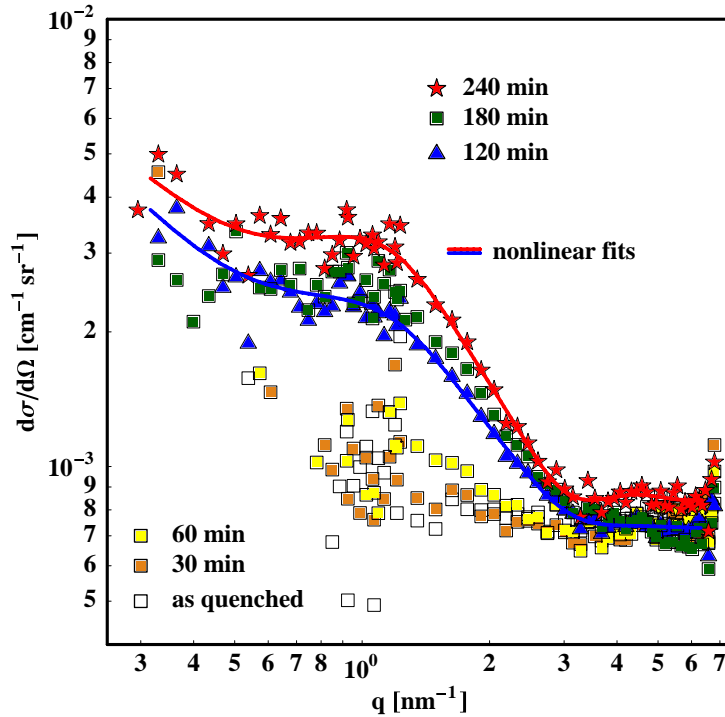 10⁻²
9
8
7
6
5
4
3
2
10⁻³
9
8
7
6
5
dσ/dΩ [cm⁻¹ sr⁻¹]
240 min
180 min
120 min
nonlinear fits
60 min
30 min
as quenched
3 4 5 6 7 8 10⁰ 2 3 4 5 6 7
q [nm⁻¹]